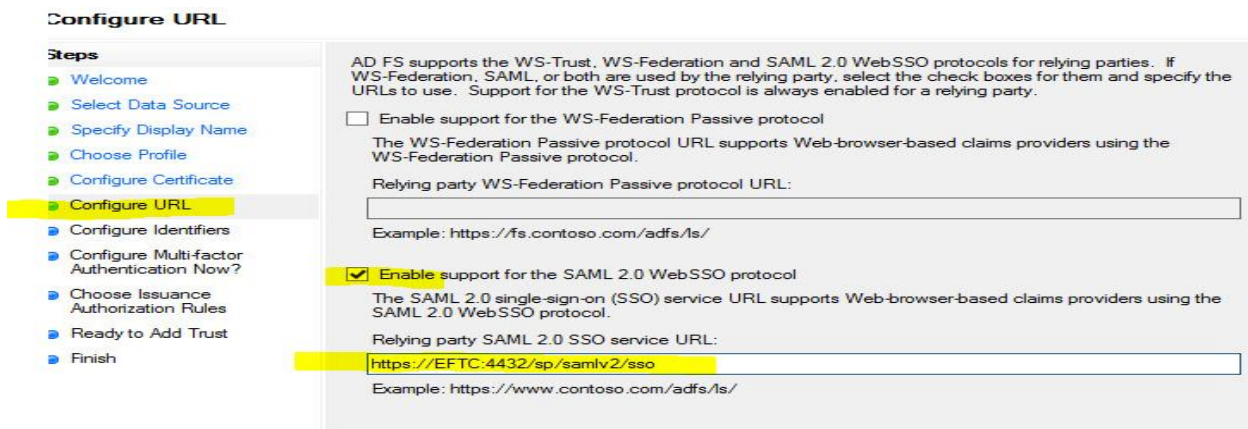 Configure URL
Steps
Welcome
Select Data Source
Specify Display Name
Choose Profile
Configure Certificate
Configure URL
Configure Identifiers
Configure Multi-factor
Authentication Now?
Choose Issuance
Authorization Rules
Ready to Add Trust
Finish
AD FS supports the WS-Trust, WS-Federation and SAML 2.0 WebSSO protocols for relying parties. If
WS-Federation, SAML, or both are used by the relying party, select the check boxes for them and specify the
URLs to use. Support for the WS-Trust protocol is always enabled for a relying party.
Enable support for the WS-Federation Passive protocol
The WS-Federation Passive protocol URL supports Web-browser-based claims providers using the
WS-Federation Passive protocol.
Relying party WS-Federation Passive protocol URL:
Example: https://fs.contoso.com/adfs/ls/
Enable support for the SAML 2.0 WebSSO protocol
The SAML 2.0 single-sign-on (SSO) service URL supports Web-browser-based claims providers using the
SAML 2.0 WebSSO protocol.
Relying party SAML 2.0 SSO service URL:
https://EFTC:4432/sp/samlv2/sso
Example: https://www.contoso.com/adfs/ls/